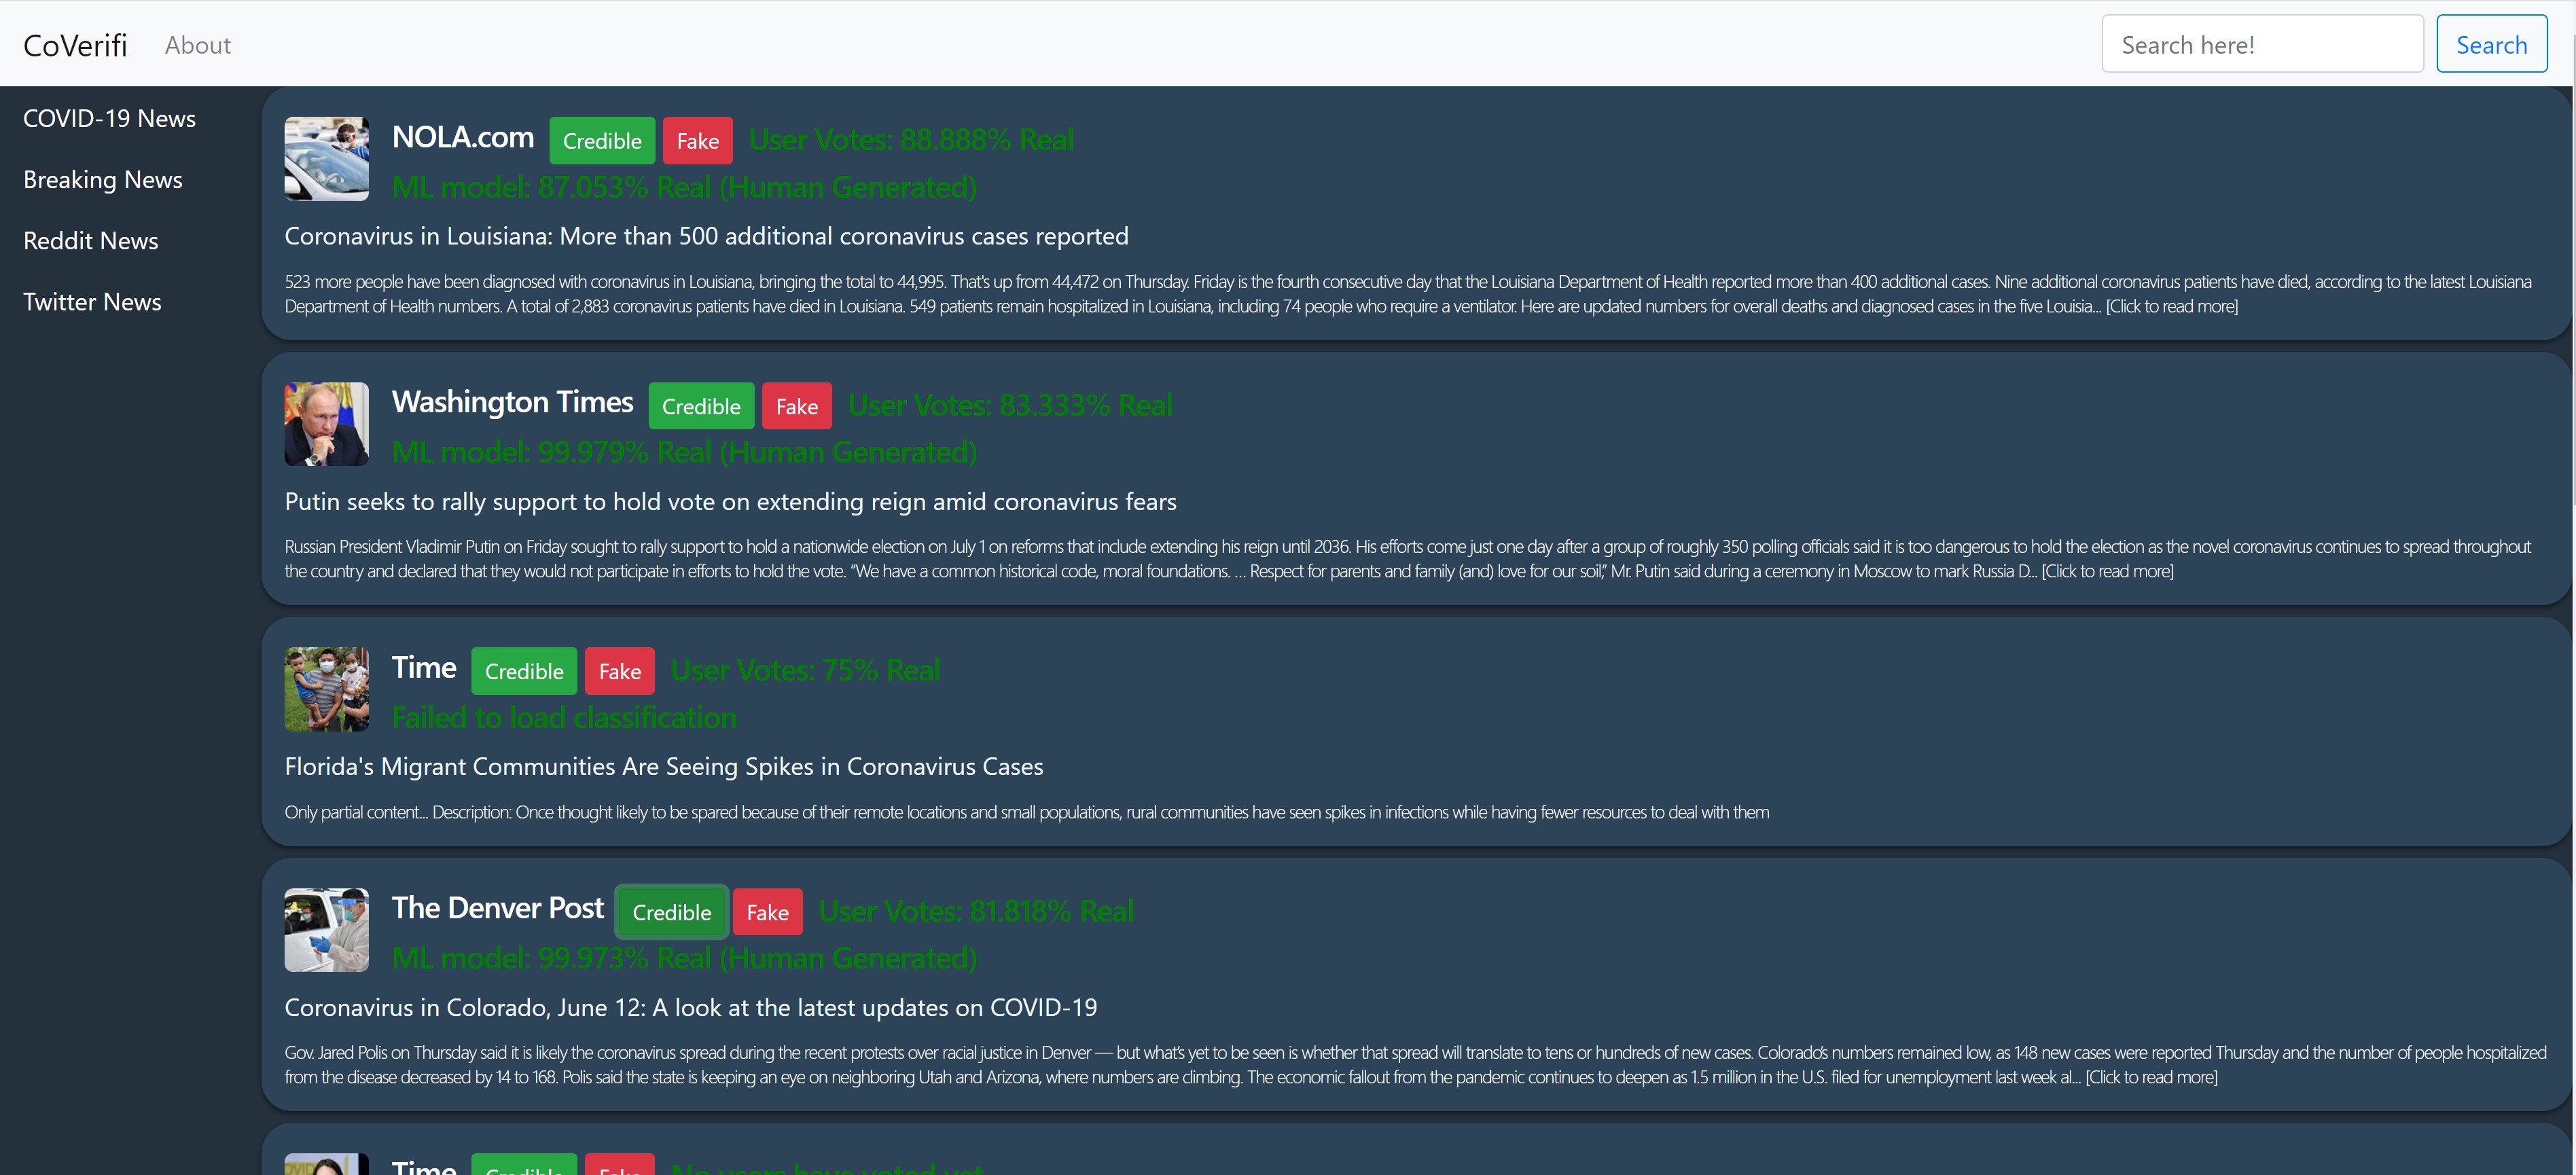 CoVerifi About Search here! Search
COVID-19 News
Breaking News
Reddit News
Twitter News
NOLA.com Credible Fake User Votes: 88.888% Real
ML model: 87.053% Real (Human Generated)
Coronavirus in Louisiana: More than 500 additional coronavirus cases reported
523 more people have been diagnosed with coronavirus in Louisiana, bringing the total to 44,995. That's up from 44,472 on Thursday. Friday is the fourth consecutive day that the Louisiana Department of Health reported more than 400 additional cases. Nine additional coronavirus patients have died, according to the latest Louisiana
Department of Health numbers. A total of 2,883 coronavirus patients have died in Louisiana. 549 patients remain hospitalized in Louisiana, including 74 people who require a ventilator. Here are updated numbers for overall deaths and diagnosed cases in the five Louisia... [Click to read more]
Washington Times Credible Fake User Votes: 83.333% Real
ML model: 99.979% Real (Human Generated)
Putin seeks to rally support to hold vote on extending reign amid coronavirus fears
Russian President Vladimir Putin on Friday sought to rally support to hold a nationwide election on July 1 on reforms that include extending his reign until 2036. His efforts come just one day after a group of roughly 350 polling officials said it is too dangerous to hold the election as the novel coronavirus continues to spread throughout
the country and declared that they would not participate in efforts to hold the vote. “We have a common historical code, moral foundations. … Respect for parents and family (and) love for our soil,” Mr. Putin said during a ceremony in Moscow to mark Russia D... [Click to read more]
Time Credible Fake User Votes: 75% Real
Failed to load classification
Florida's Migrant Communities Are Seeing Spikes in Coronavirus Cases
Only partial content... Description: Once thought likely to be spared because of their remote locations and small populations, rural communities have seen spikes in infections while having fewer resources to deal with them
The Denver Post Credible Fake User Votes: 81.818% Real
ML model: 99.973% Real (Human Generated)
Coronavirus in Colorado, June 12: A look at the latest updates on COVID-19
Gov. Jared Polis on Thursday said it is likely the coronavirus spread during the recent protests over racial justice in Denver — but what’s yet to be seen is whether that spread will translate to tens or hundreds of new cases. Colorado’s numbers remained low, as 148 new cases were reported Thursday and the number of people hospitalized
from the disease decreased by 14 to 168. Polis said the state is keeping an eye on neighboring Utah and Arizona, where numbers are climbing. The economic fallout from the pandemic continues to deepen as 1.5 million in the U.S. filed for unemployment last week al... [Click to read more]
Time Credible Fake No users have voted yet